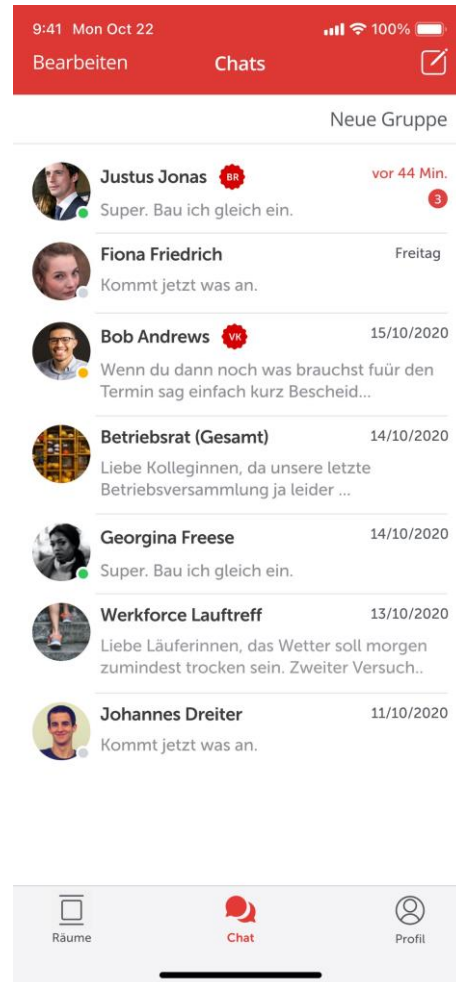 9:41 Mon Oct 22 100%
Bearbeiten Chats
Neue Gruppe
Justus Jonas BR vor 44 Min.
Super. Bau ich gleich ein. 3
Fiona Friedrich Freitag
Kommt jetzt was an.
Bob Andrews VK 15/10/2020
Wenn du dann noch was brauchst fuür den
Termin sag einfach kurz Bescheid...
Betriebsrat (Gesamt) 14/10/2020
Liebe Kolleginnen, da unsere letzte
Betriebsversammlung ja leider ...
Georgina Freese 14/10/2020
Super. Bau ich gleich ein.
Werkforce Lauftreff 13/10/2020
Liebe Läuferinnen, das Wetter soll morgen
zumindest trocken sein. Zweiter Versuch..
Johannes Dreiter 11/10/2020
Kommt jetzt was an.
Räume Chat Profil